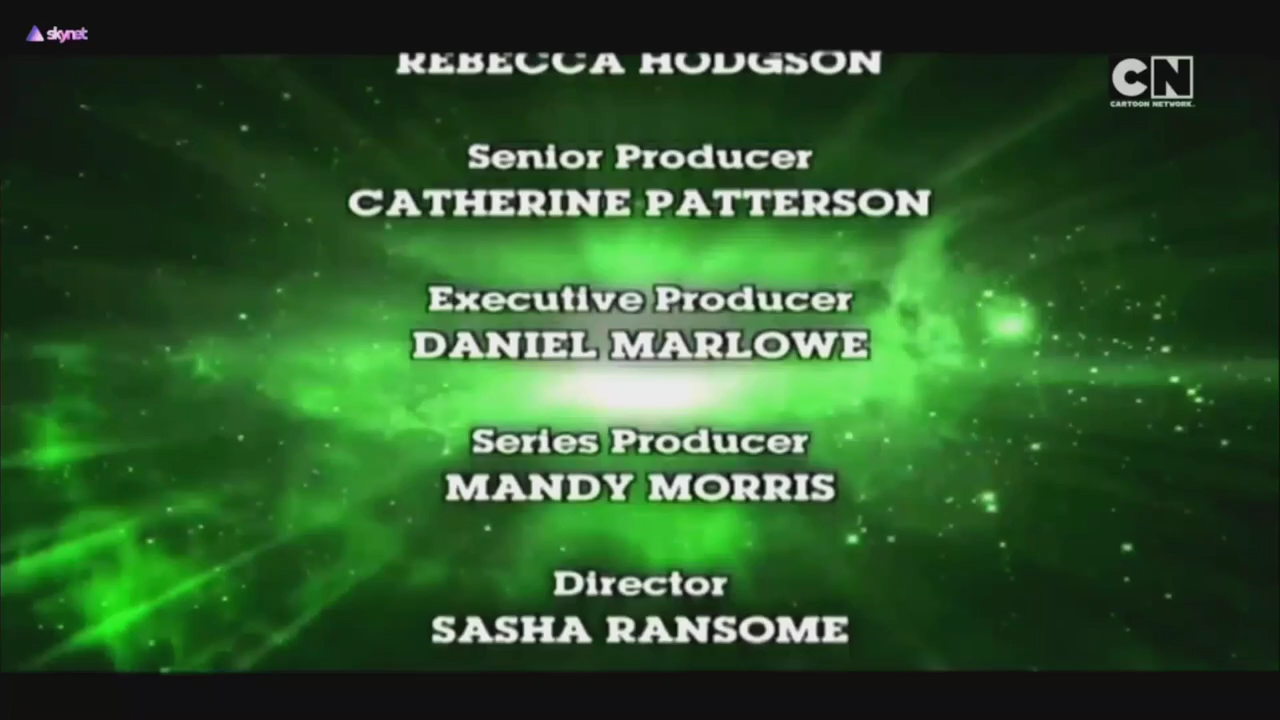 skynet
REBECCA HODGSON
CN
CARTOON NETWORK.
Senior Producer
CATHERINE PATTERSON
Executive Producer
DANIEL MARLOWE
Series Producer
MANDY MORRIS
Director
SASHA RANSOME